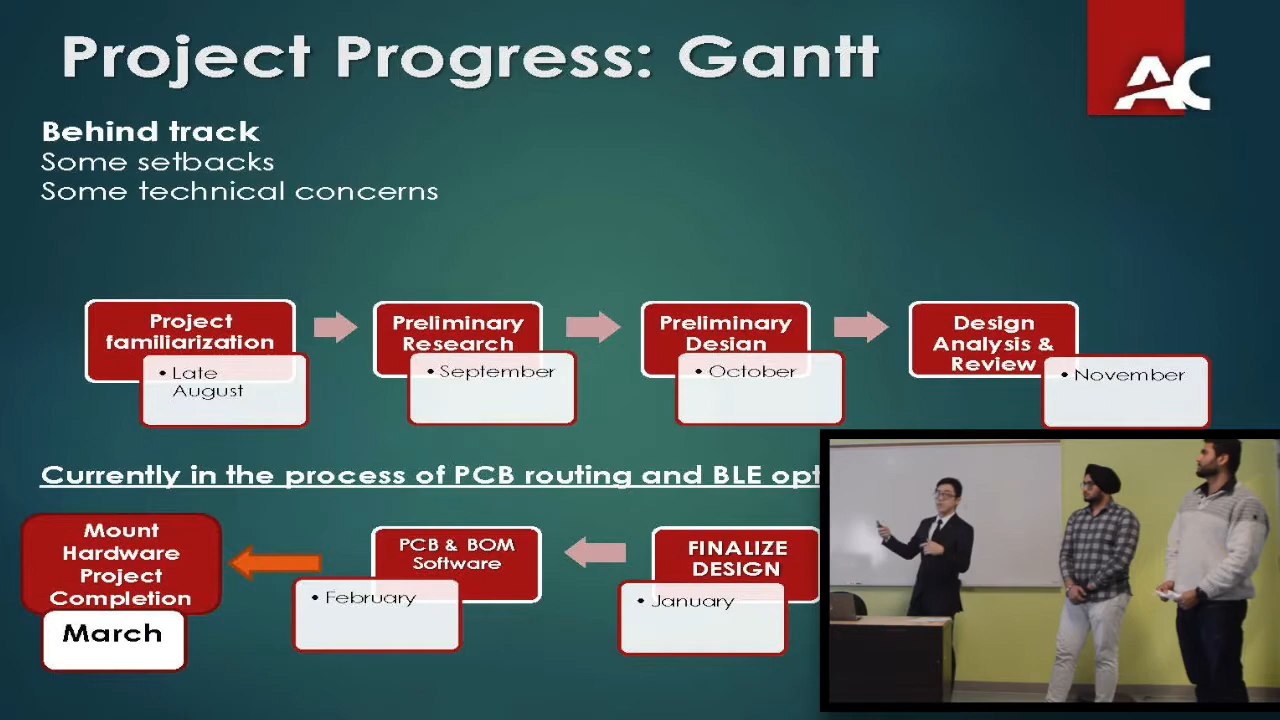 Project Progress: Gantt
AC
Behind track
Some setbacks
Some technical concerns
Project
familiarization
• Late
August
Preliminary
Research
• September
Preliminary
Design
• October
Design
Analysis &
Review
• November
Currently in the process of PCB routing and BLE opt
Mount
Hardware
Project
Completion
March
PCB & BOM
Software
• February
FINALIZE
DESIGN
• January